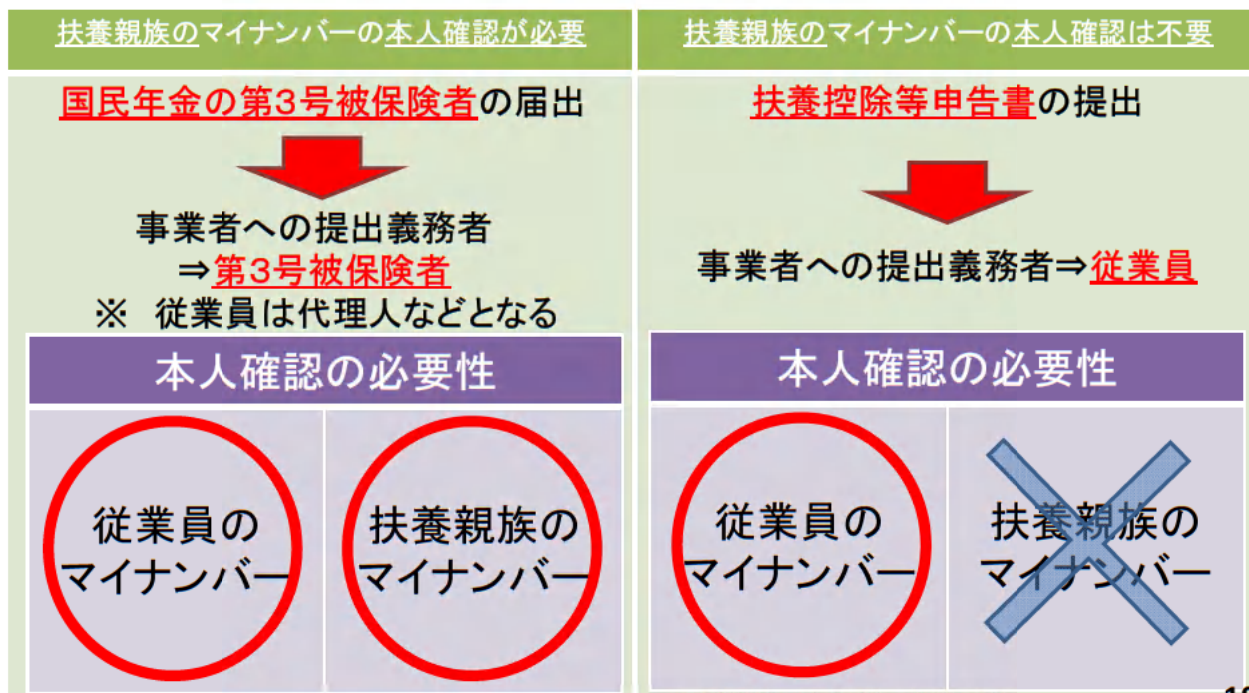 扶養親族のマイナンバーの本人確認が必要
国民年金の第3号被保険者の届出
事業者への提出義務者
⇒第3号被保険者
※ 従業員は代理人などとなる
本人確認の必要性
従業員の
マイナンバー
扶養親族の
マイナンバー
扶養親族のマイナンバーの本人確認は不要
扶養控除等申告書の提出
事業者への提出義務者⇒従業員
本人確認の必要性
従業員の
マイナンバー
扶養親族の
マイナンバー